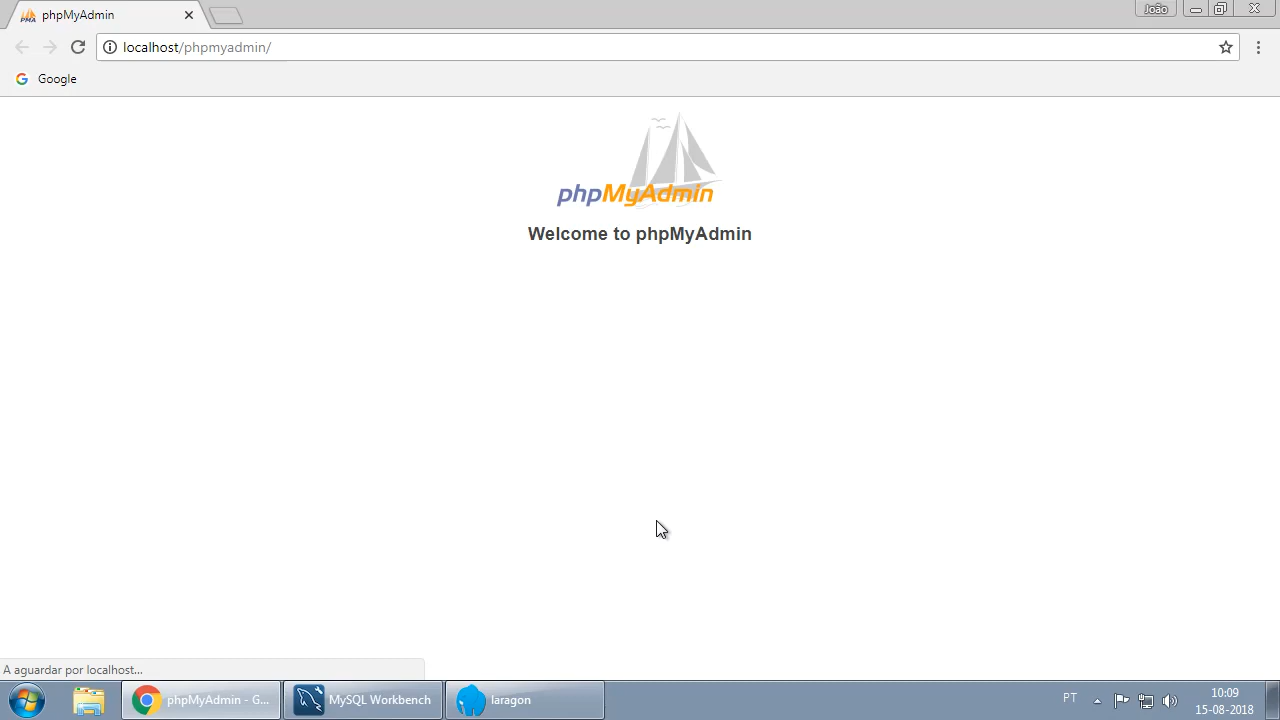 phpMyAdmin
João
localhost/phpmyadmin/
Google
phpMyAdmin
Welcome to phpMyAdmin
A aguardar por localhost...
phpMyAdmin - G...
MySQL Workbench
laragon
PT
10:09
15-08-2018